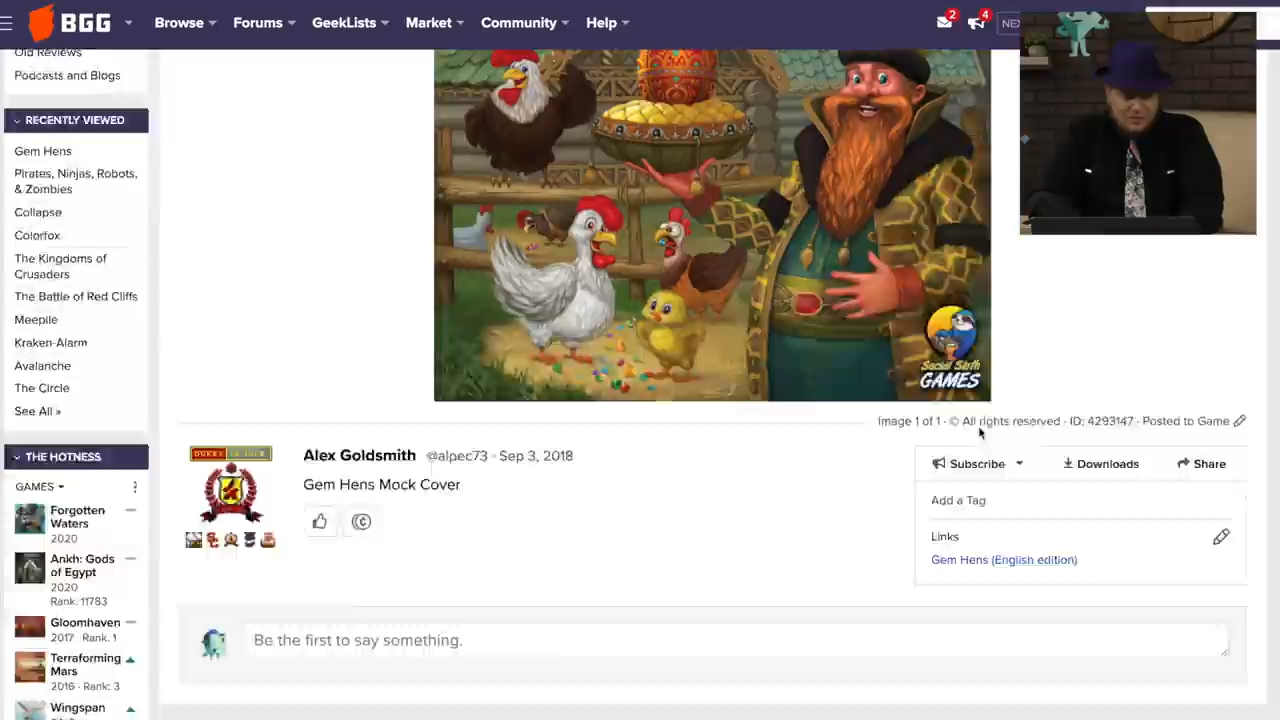 BGG
Browse
Forums
GeekLists
Market
Community
Help
2
4
NEX
Old Reviews
Podcasts and Blogs
RECENTLY VIEWED
Gem Hens
Pirates, Ninjas, Robots,
& Zombies
Collapse
Colorfox
The Kingdoms of
Crusaders
The Battle of Red Cliffs
Meepile
Kraken-Alarm
Avalanche
The Circle
See All »
THE HOTNESS
GAMES
Forgotten
Waters
2020
Ankh: Gods
of Egypt
2020
Rank: 11783
Gloomhaven
2017 · Rank: 1
Terraforming
Mars
2016 · Rank: 3
Wingspan
Social Sloth
GAMES
Image 1 of 1 · © All rights reserved · ID: 4293147 · Posted to Game
Alex Goldsmith @alpec73 · Sep 3, 2018
Gem Hens Mock Cover
Subscribe
Downloads
Share
Add a Tag
Links
Gem Hens (English edition)
Be the first to say something.